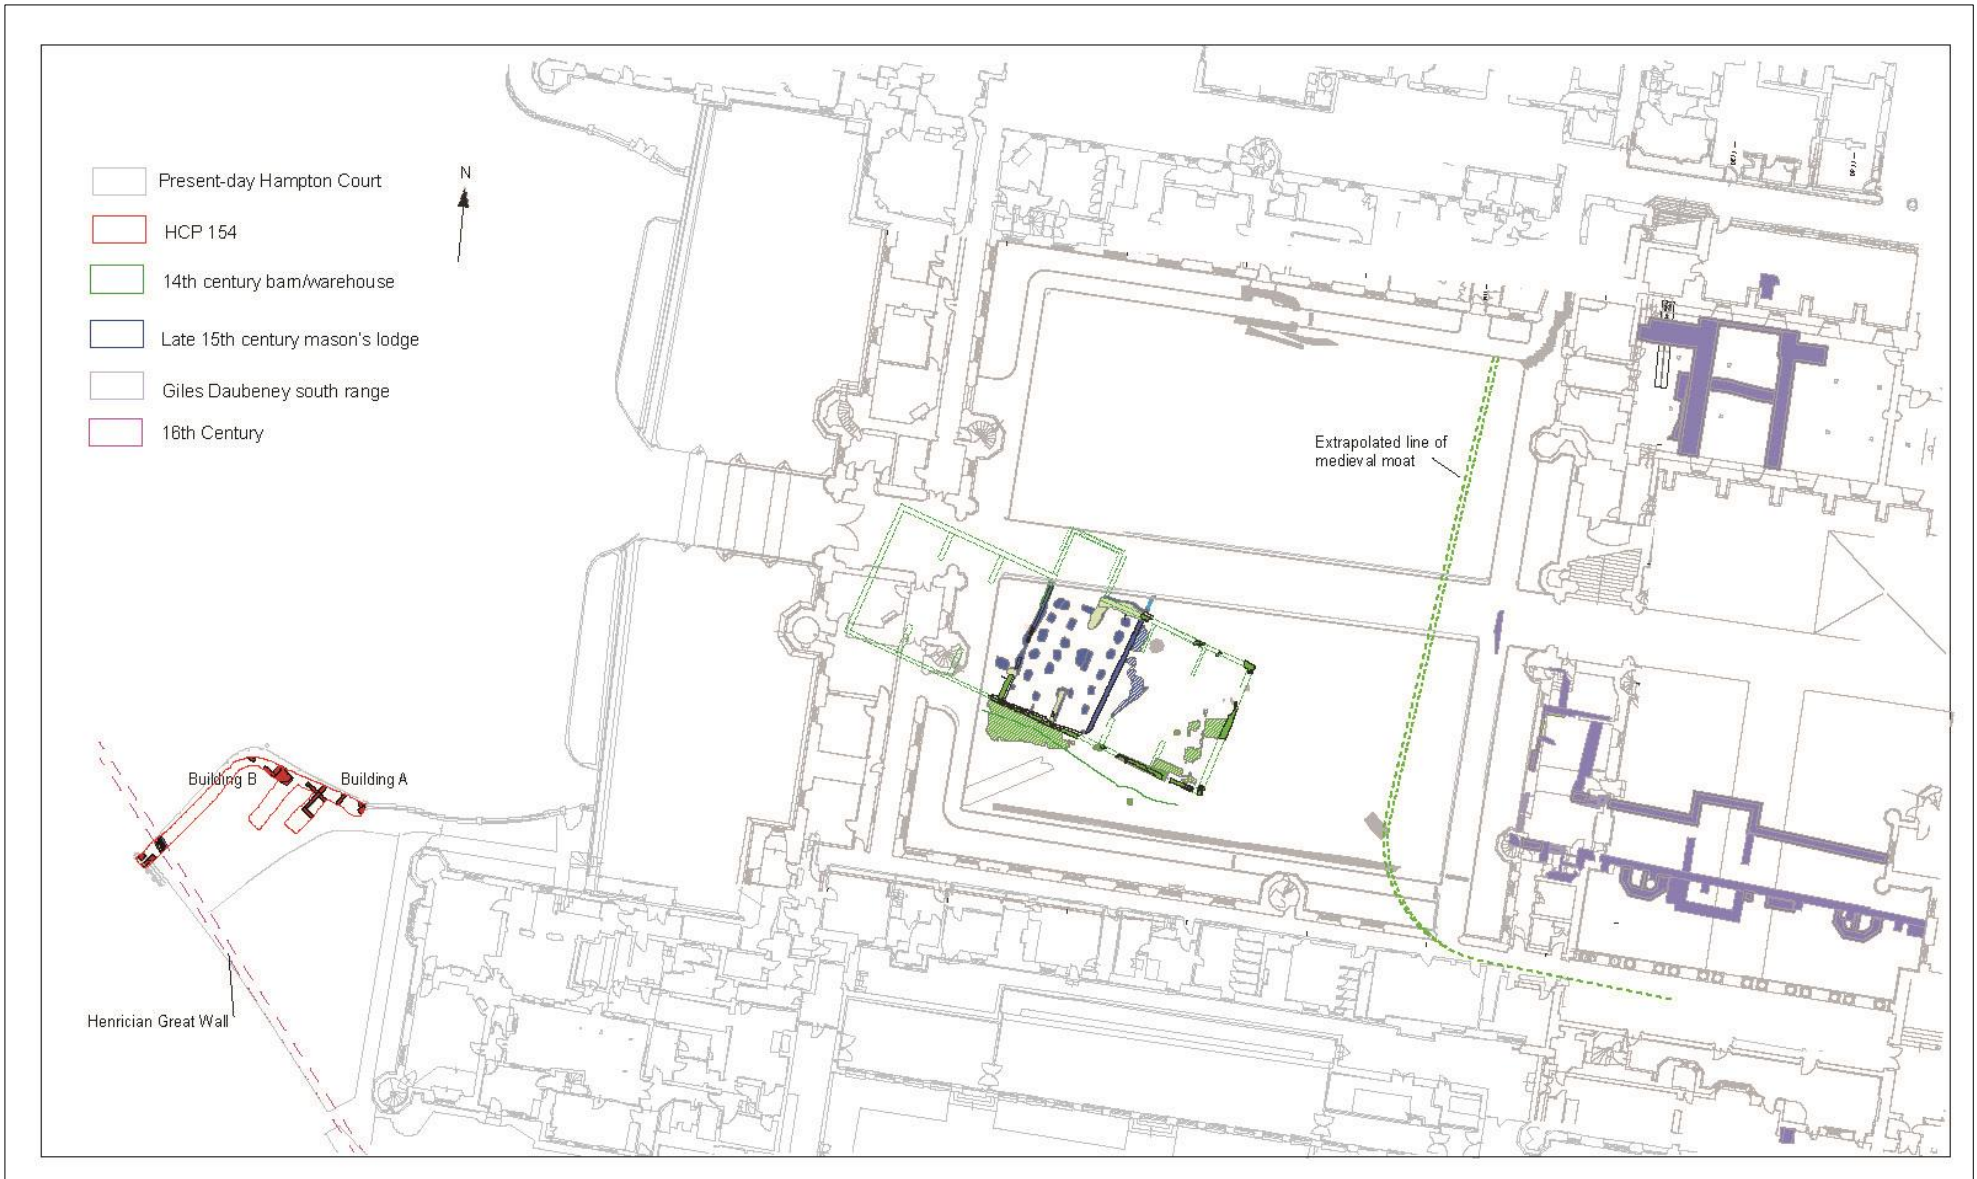 N
Present-day Hampton Court
HCP 154
14th century barn/warehouse
Late 15th century mason's lodge
Giles Daubeney south range
16th Century
Extrapolated line of
medieval moat
Building B
Building A
Henrician Great Wall